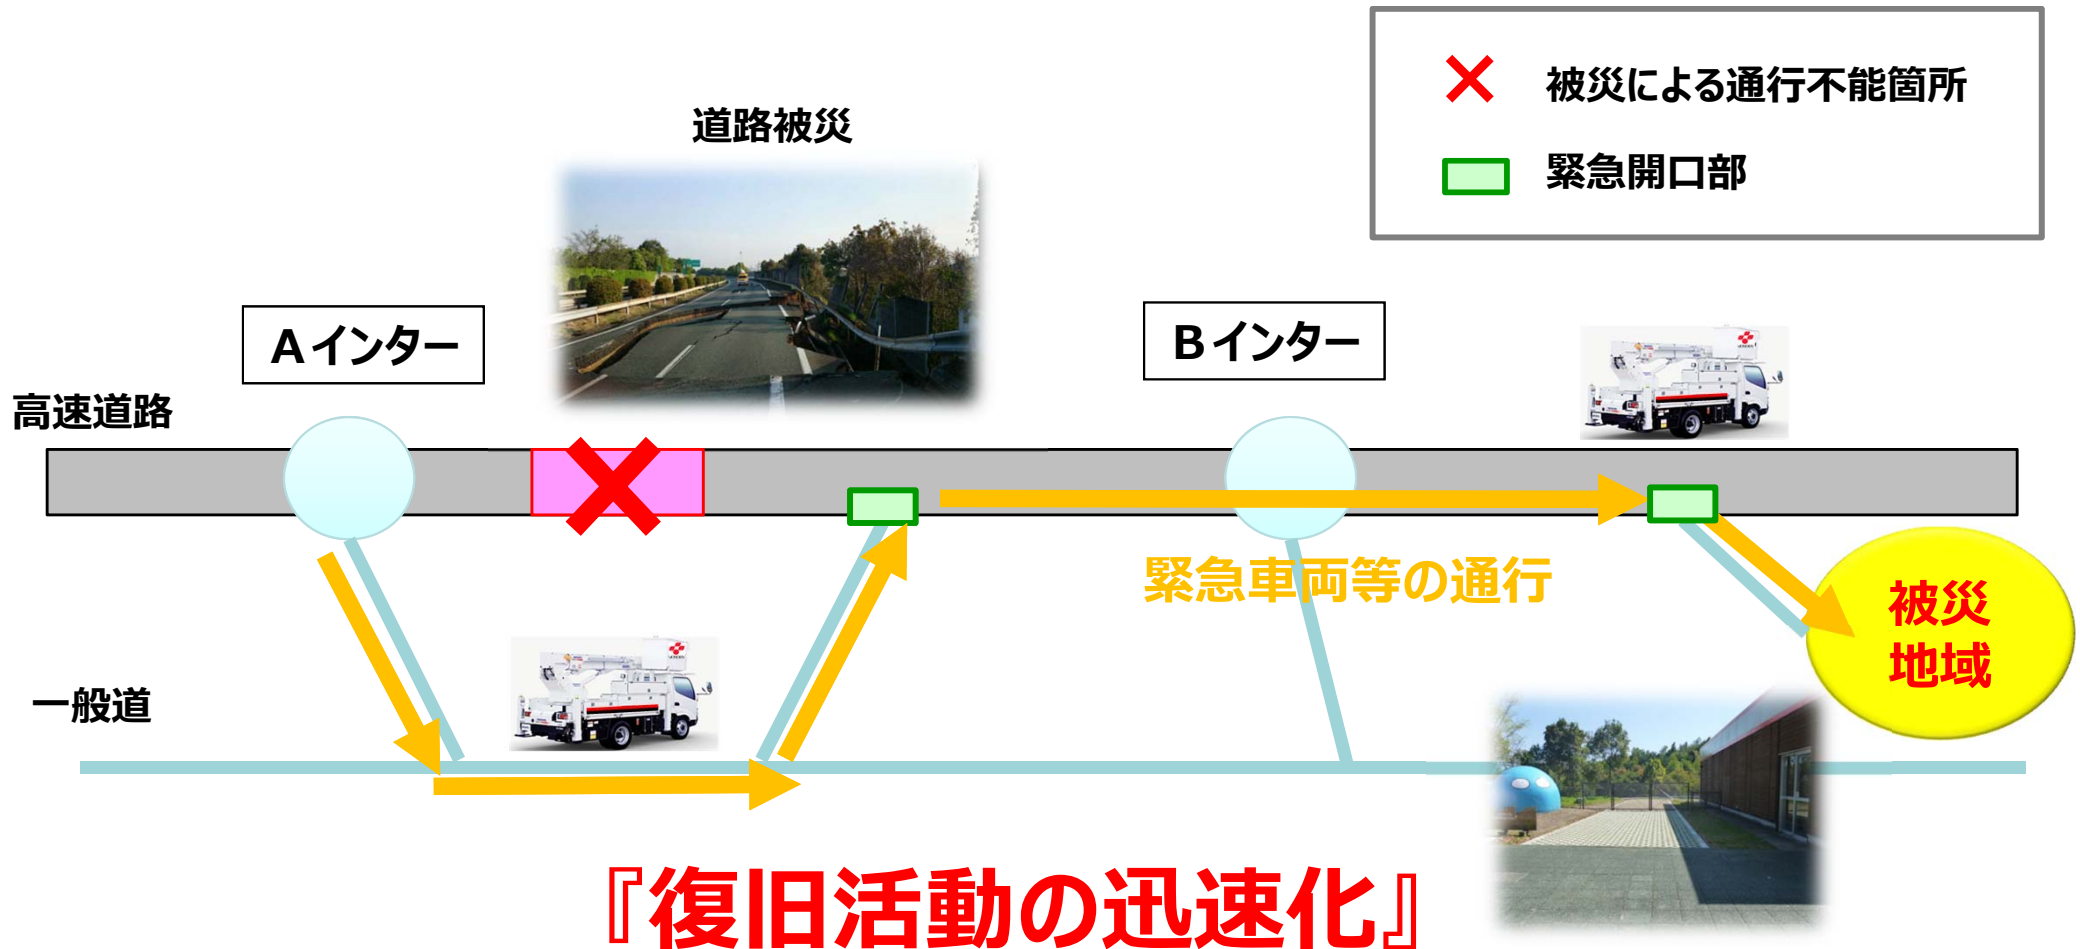 被災による通行不能箇所
緊急開口部
道路被災
Aインター
Bインター
高速道路
緊急車両等の通行
被災
地域
一般道
『復旧活動の迅速化』